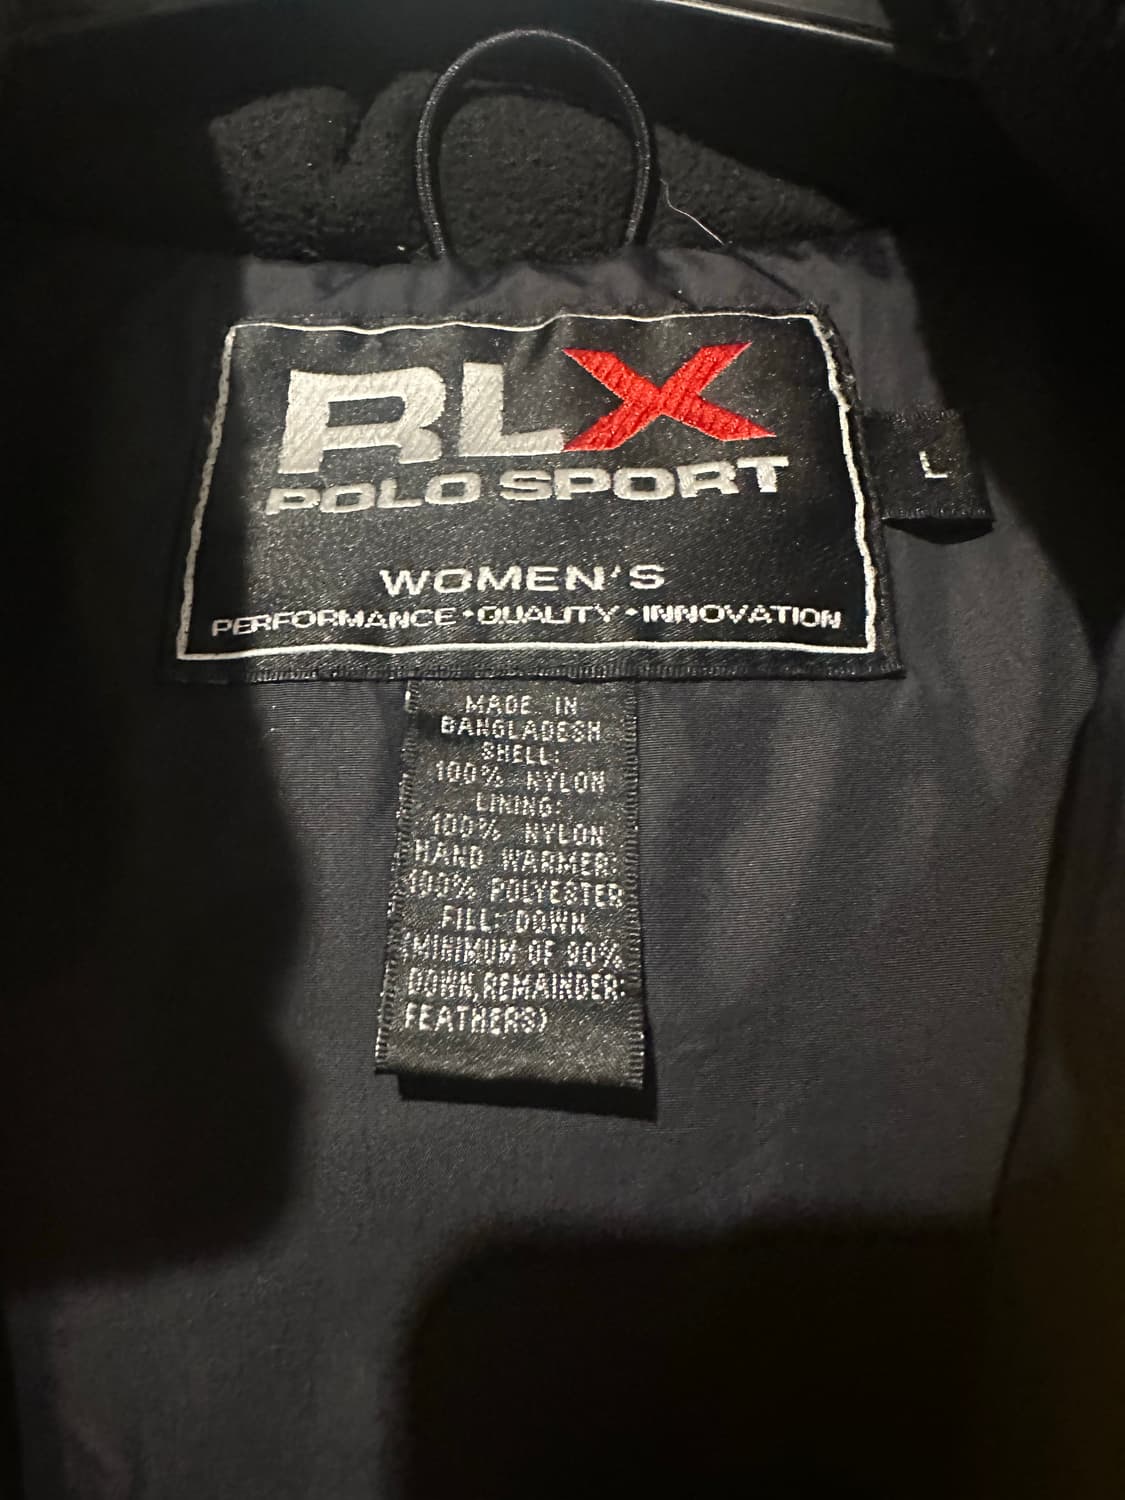 RLX
POLO SPORT
WOMEN'S
PERFORMANCE • QUALITY • INNOVATION
L
MADE IN
BANGLADESH
SHELL:
100% NYLON
LINING:
100% NYLON
HAND WARMER:
100% POLYESTER
FILL: DOWN
(MINIMUM OF 80%
DOWN, REMAINDER:
FEATHERS)